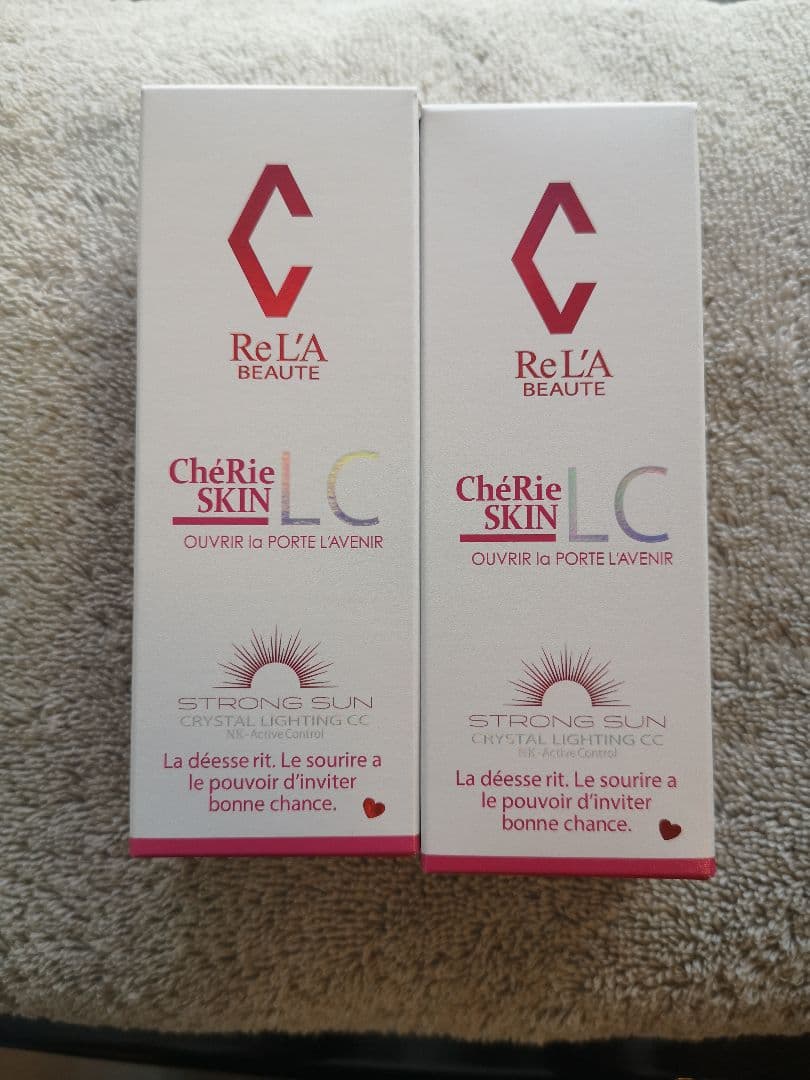 ReL'A
BEAUTE
ChéRie
SKIN LC
OUVRIR la PORTE L'AVENIR
STRONG SUN
CRYSTAL LIGHTING CC
NK-Active Control
La déesse rit. Le sourire a
le pouvoir d'inviter
bonne chance.
ReL'A
BEAUTE
ChéRie
SKIN LC
OUVRIR la PORTE L'AVENIR
STRONG SUN
CRYSTAL LIGHTING CC
NK-Active Control
La déesse rit. Le sourire a
le pouvoir d'inviter
bonne chance.